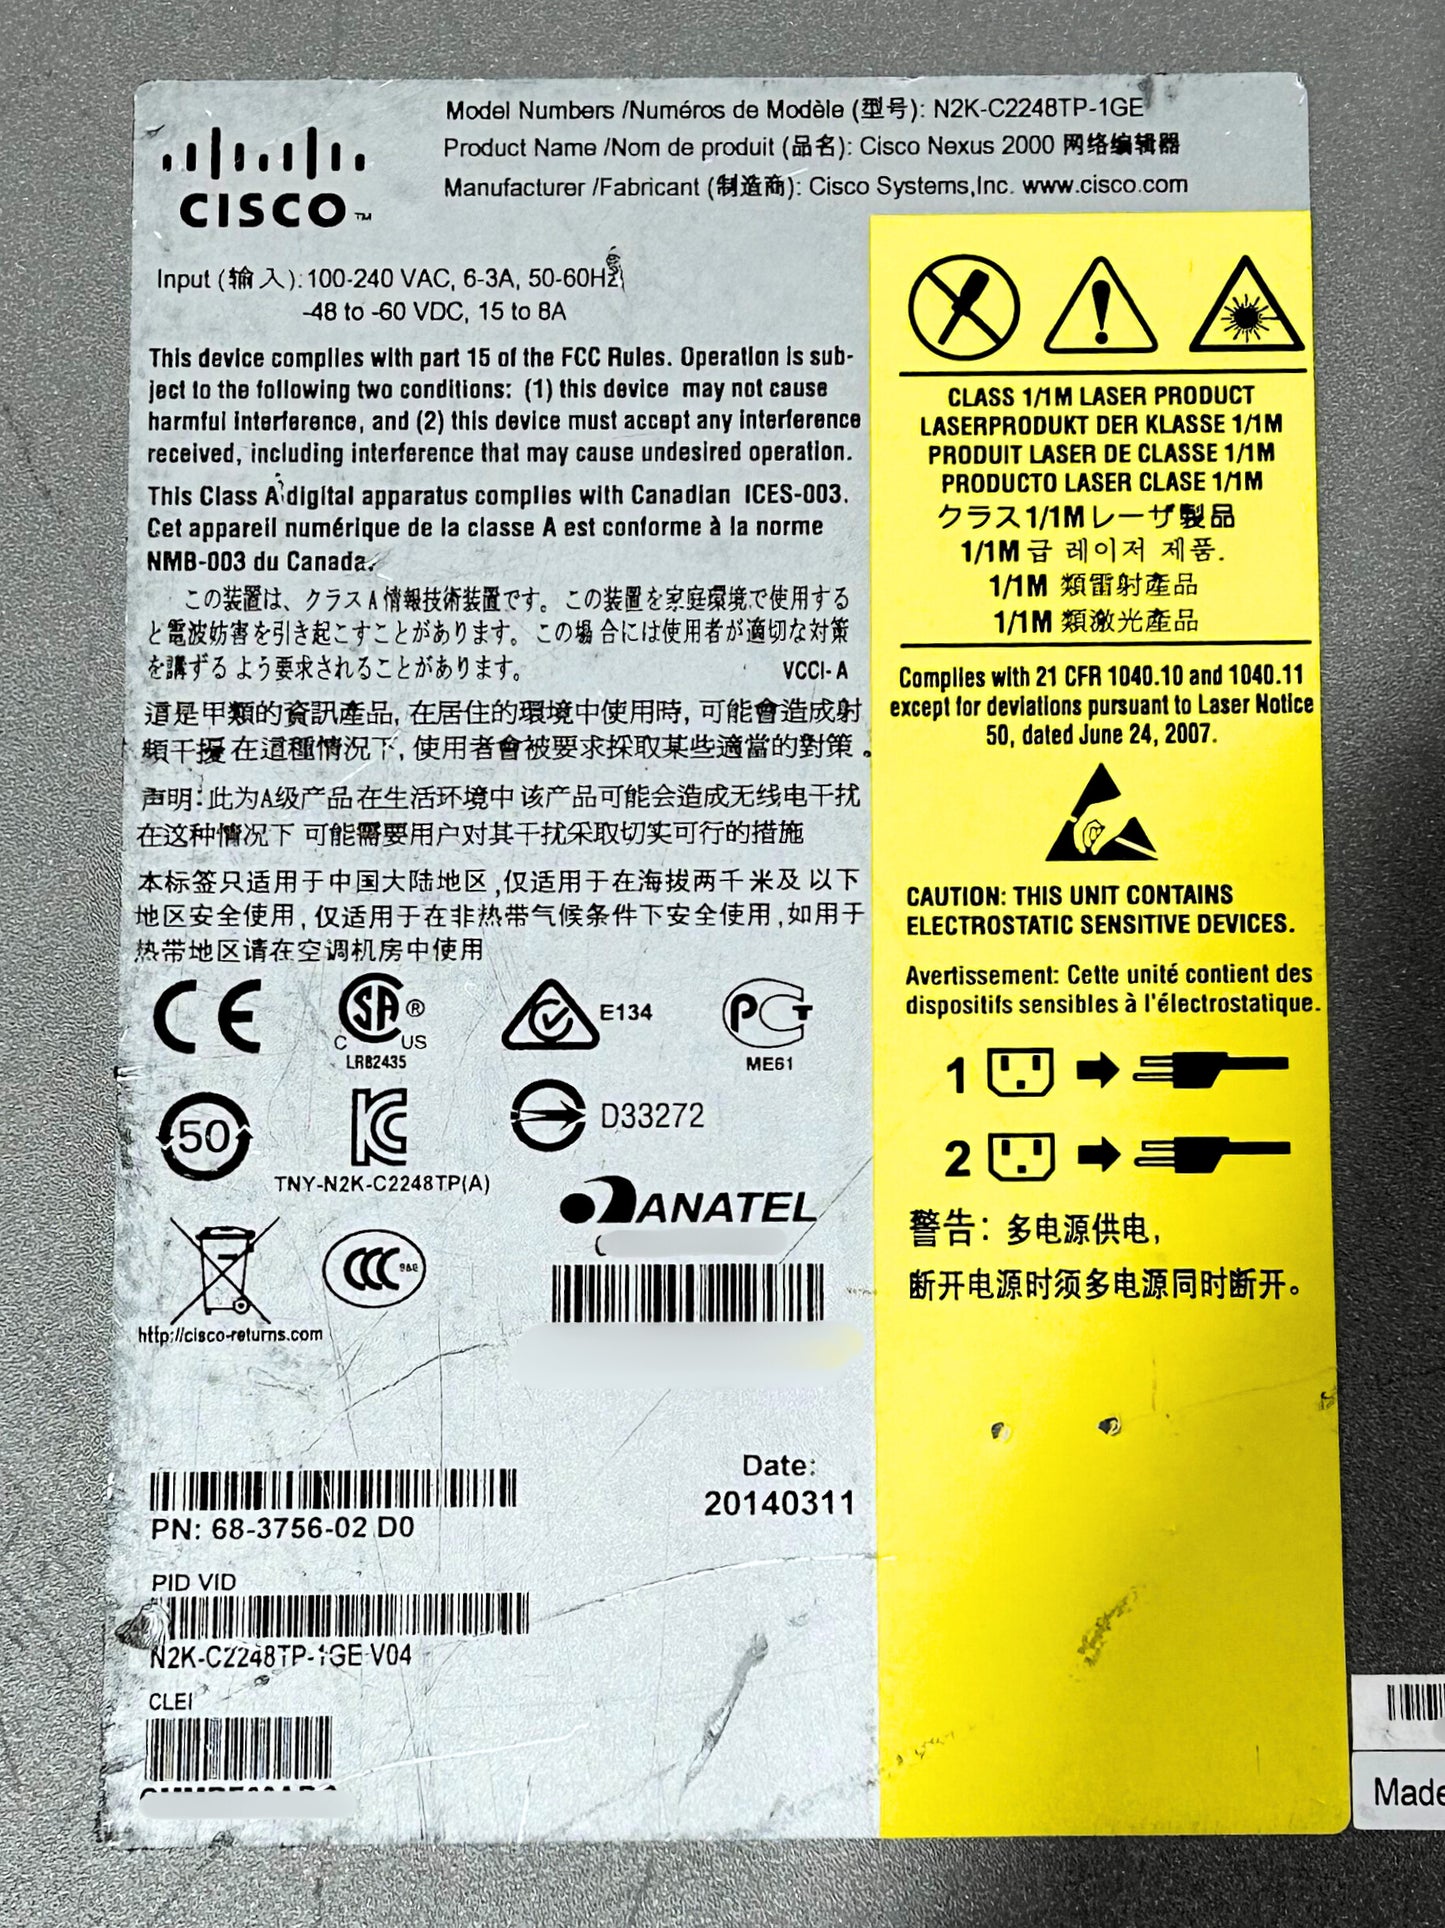 CISCO™
Model Numbers /Numéros de Modèle (型号): N2K-C2248TP-1GE
Product Name /Nom de produit (品名): Cisco Nexus 2000 网络编辑器
Manufacturer /Fabricant (制造商): Cisco Systems,Inc. www.cisco.com
Input (输入): 100-240 VAC, 6-3A, 50-60Hz
-48 to -60 VDC, 15 to 8A
This device complies with part 15 of the FCC Rules. Operation is sub-
ject to the following two conditions: (1) this device may not cause
harmful interference, and (2) this device must accept any interference
received, including interference that may cause undesired operation.
This Class A digital apparatus complies with Canadian ICES-003.
Cet appareil numérique de la classe A est conforme à la norme
NMB-003 du Canada.
この装置は、クラスA情報技術装置です。この装置を家庭環境で使用する
と電波妨害を引き起こすことがあります。この場合には使用者が適切な対策
を講ずるよう要求されることがあります。 VCCI-A
這是甲類的資訊產品, 在居住的環境中使用時, 可能會造成射
頻干擾在這種情況下, 使用者會被要求採取某些適當的對策。
声明: 此为A级产品在生活环境中该产品可能会造成无线电干扰
在这种情况下 可能需要用户对其干扰采取切实可行的措施
本标签只适用于中国大陆地区,仅适用于在海拔两千米及以下
地区安全使用,仅适用于在非热带气候条件下安全使用,如用于
热带地区请在空调机房中使用
CE
SA ®
C US
LR82435
E134
PCT
ME61
50
KC
TNY-N2K-C2248TP(A)
D33272
ANATEL
CCC S&E
http://cisco-returns.com
Date:
20140311
PN: 68-3756-02 D0
PID VID
N2K-C2248TP-1GE V04
CLEI
CLASS 1/1M LASER PRODUCT
LASERPRODUKT DER KLASSE 1/1M
PRODUIT LASER DE CLASSE 1/1M
PRODUCTO LASER CLASE 1/1M
クラス1/1Mレーザ製品
1/1M 급 레이저 제품.
1/1M 類雷射產品
1/1M 類激光產品
Complies with 21 CFR 1040.10 and 1040.11
except for deviations pursuant to Laser Notice
50, dated June 24, 2007.
CAUTION: THIS UNIT CONTAINS
ELECTROSTATIC SENSITIVE DEVICES.
Avertissement: Cette unité contient des
dispositifs sensibles à l'électrostatique.
1
2
警告: 多电源供电,
断开电源时须多电源同时断开。
Made